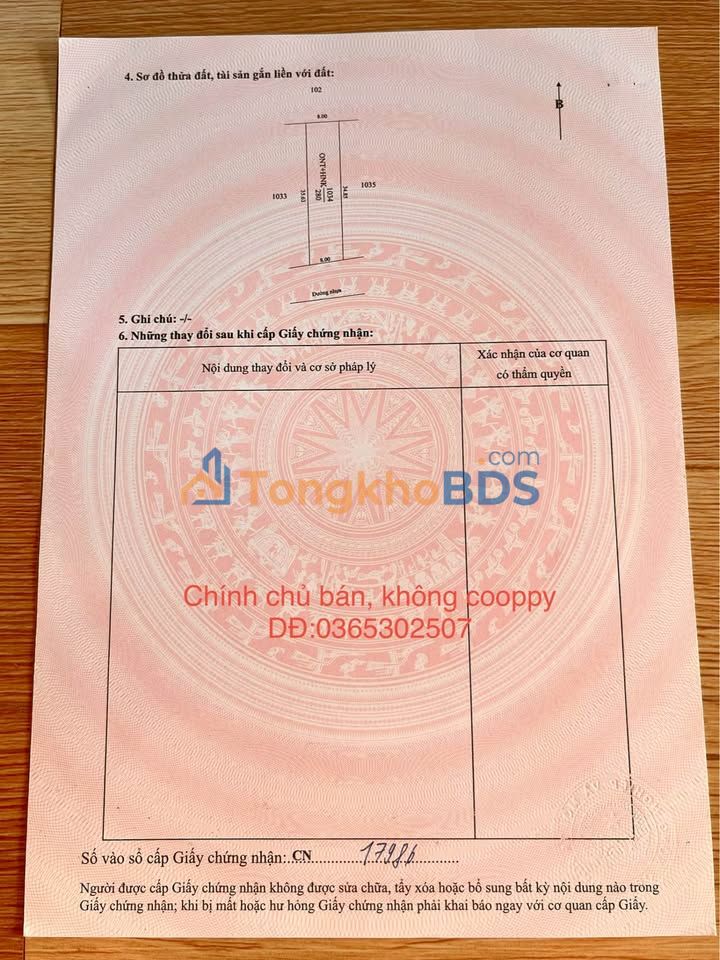 4. Sơ đồ thửa đất, tài sản gắn liền với đất:
102
B
8.00
1033
35.63
ONT+HNK 1034
280
34.85
1035
8.00
Đường nhựa
5. Ghi chú: -/-
6. Những thay đổi sau khi cấp Giấy chứng nhận:
Nội dung thay đổi và cơ sở pháp lý
Xác nhận của cơ quan
có thẩm quyền
.com
TongkhoBDS
Chính chủ bán, không cooppy
DĐ:0365302507
Số vào sổ cấp Giấy chứng nhận: CN 17986
Người được cấp Giấy chứng nhận không được sửa chữa, tẩy xóa hoặc bổ sung bất kỳ nội dung nào trong
Giấy chứng nhận; khi bị mất hoặc hư hỏng Giấy chứng nhận phải khai báo ngay với cơ quan cấp Giấy.